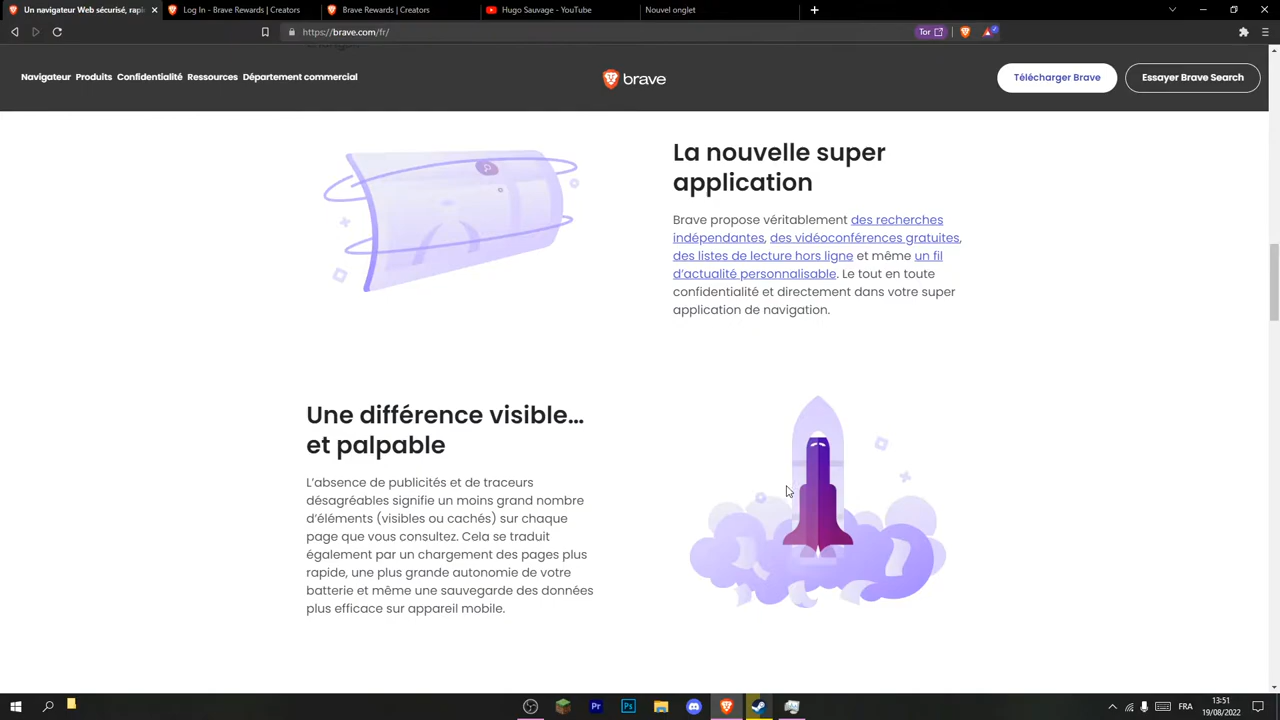 Un navigateur Web sécurisé, rapi
Log In - Brave Rewards | Creators
Brave Rewards | Creators
Hugo Sauvage - YouTube
Nouvel onglet
https://brave.com/fr/
Tor
Navigateur Produits Confidentialité Ressources Département commercial
brave
Télécharger Brave
Essayer Brave Search
La nouvelle super
application
Brave propose véritablement des recherches
indépendantes, des vidéoconférences gratuites,
des listes de lecture hors ligne et même un fil
d'actualité personnalisable. Le tout en toute
confidentialité et directement dans votre super
application de navigation.
Une différence visible…
et palpable
L'absence de publicités et de traceurs
désagréables signifie un moins grand nombre
d'éléments (visibles ou cachés) sur chaque
page que vous consultez. Cela se traduit
également par un chargement des pages plus
rapide, une plus grande autonomie de votre
batterie et même une sauvegarde des données
plus efficace sur appareil mobile.
Pr
Ps
FRA
13:51
19/08/2022